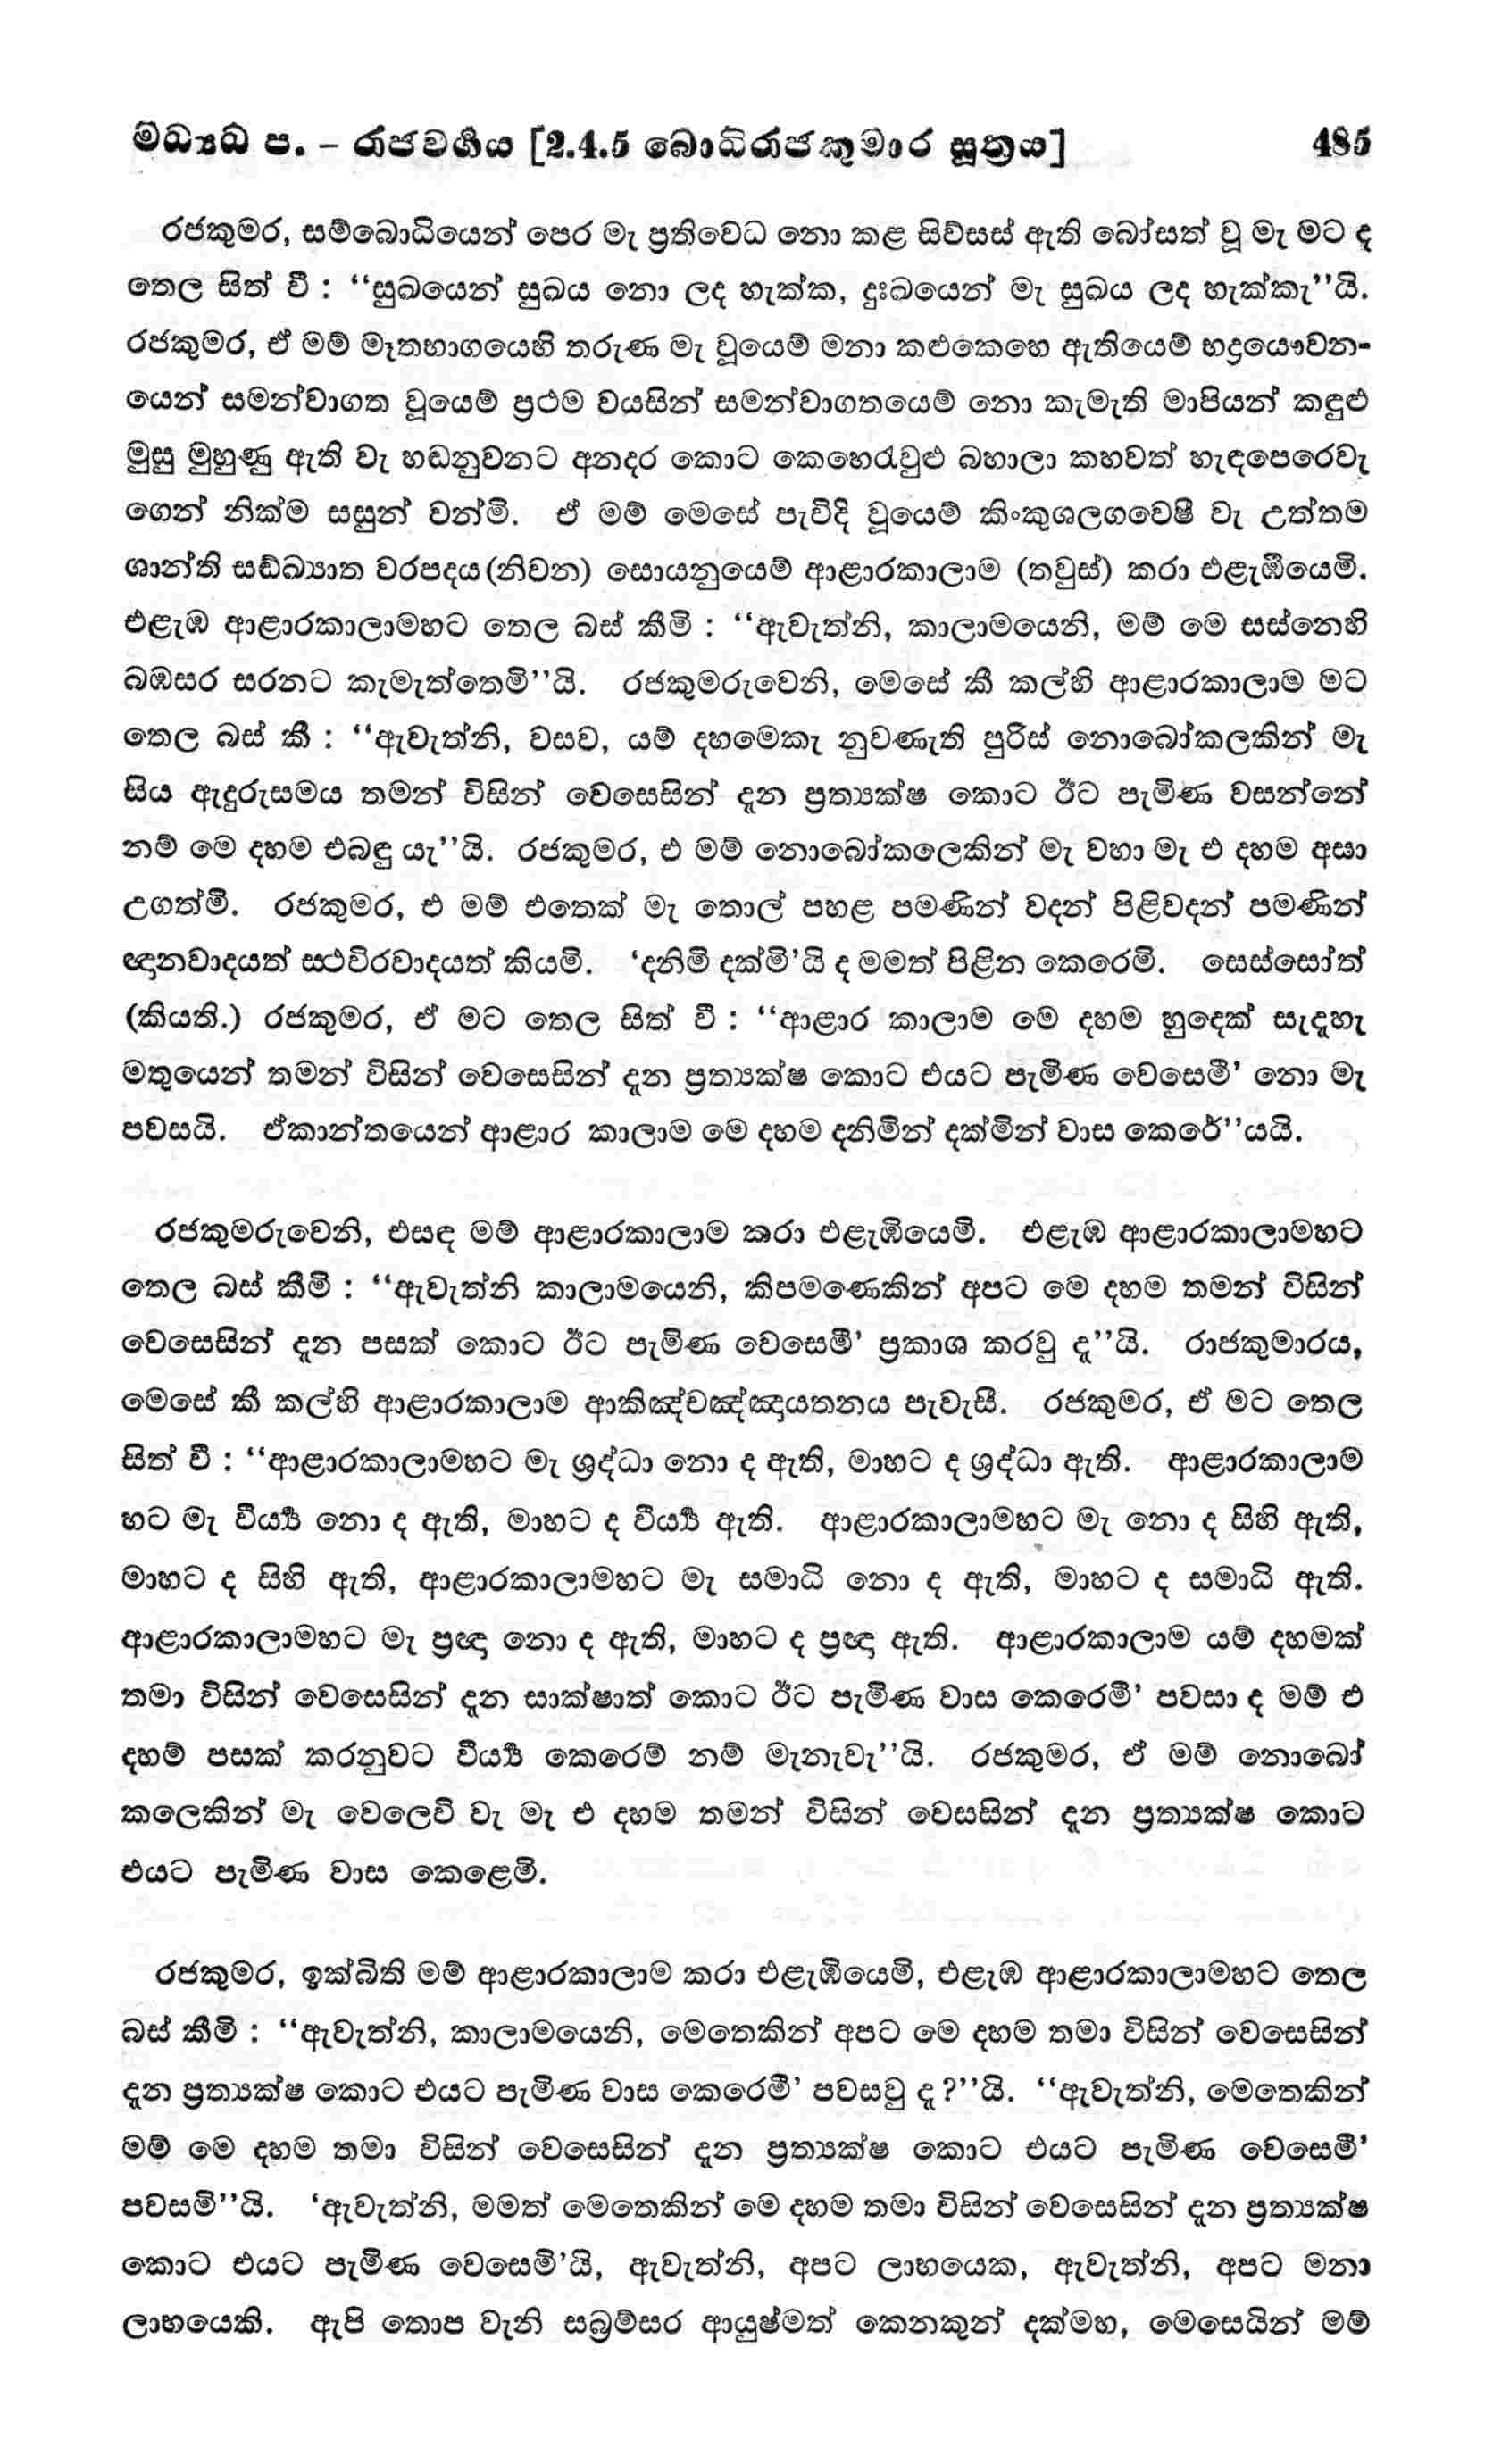 මධ්‍යම ප. – රාජවර්ගය [2.4.5 බොධිරාජකුමාර සූත්‍රය] 485
රජකුමර, සම්බොධියෙන් පෙර මැ ප්‍රතිවෙධ නො කළ සිව්සස් ඇති බෝසත් වූ මැ මට ද
තෙල සිත් වී : “සුඛයෙන් සුඛය නො ලද හැක්ක, දුඃඛයෙන් මැ සුඛය ලද හැක්කැ”යි.
රජකුමර, ඒ මම් මෑතභාගයෙහි තරුණ මැ වූයෙම් මනා කළුකෙහෙ ඇතියෙම් භද්‍රයෞවන-
යෙන් සමන්වාගත වූයෙම් ප්‍රථම වයසින් සමන්වාගතයෙම් නො කැමැති මාපියන් කඳුළු
මුසු මුහුණු ඇති වැ හඬනුවනට අනදර කොට කෙහෙරැවුළු බහාලා කහවත් හැඳපෙරෙවැ
ගෙන් නික්ම සසුන් වන්මි. ඒ මම් මෙසේ පැවිදි වූයෙම් කිංකුශලගවෙෂී වැ උත්තම
ශාන්ති සඞ්ඛ්‍යාත වරපදය(නිවන) සොයනුයෙම් ආළාරකාලාම (තවුස්) කරා එළැඹියෙමි.
එළැඹ ආළාරකාලාමහට තෙල බස් කීමි : “ඇවැත්නි, කාලාමයෙනි, මම් මෙ සස්නෙහි
බඹසර සරනට කැමැත්තෙමි”යි. රජකුමරුවෙනි, මෙසේ කී කල්හි ආළාරකාලාම මට
තෙල බස් කී : “ඇවැත්නි, වසව, යම් දහමෙකැ නුවණැති පුරිස් නොබෝකලකින් මැ
සිය ඇදුරුසමය තමන් විසින් වෙසෙසින් දැන ප්‍රත්‍යක්ෂ කොට ඊට පැමිණ වසන්නේ
නම් මෙ දහම එබඳු යැ”යි. රජකුමර, එ මම් නොබෝකලෙකින් මැ වහා මැ එ දහම අසා
උගත්මි. රජකුමර, එ මම් එතෙක් මැ තොල් පහළ පමණින් වදන් පිළිවදන් පමණින්
ඥානවාදයත් ස්ථවිරවාදයත් කියමි. ‘දනිමි දක්මි’යි ද මමත් පිළින කෙරෙමි. සෙස්සෝත්
(කියති.) රජකුමර, ඒ මට තෙල සිත් වී : “ආළාර කාලාම මෙ දහම හුදෙක් සැදැහැ
මතුයෙන් තමන් විසින් වෙසෙසින් දැන ප්‍රත්‍යක්ෂ කොට එයට පැමිණ වෙසෙමී’ නො මැ
පවසයි. ඒකාන්තයෙන් ආළාර කාලාම මෙ දහම දනිමින් දක්මින් වාස කෙරේ”යයි.
රජකුමරුවෙනි, එසඳ මම් ආළාරකාලාම කරා එළැඹියෙමි. එළැඹ ආළාරකාලාමහට
තෙල බස් කීමි : “ඇවැත්නි කාලාමයෙනි, කිපමණෙකින් අපට මෙ දහම තමන් විසින්
වෙසෙසින් දැන පසක් කොට ඊට පැමිණ වෙසෙමී’ ප්‍රකාශ කරවු දැ”යි. රාජකුමාරය,
මෙසේ කී කල්හි ආළාරකාලාම ආකිඤ්චඤ්ඤායතනය පැවැසී. රජකුමර, ඒ මට තෙල
සිත් වී : “ආළාරකාලාමහට මැ ශ්‍රද්ධා නො ද ඇති, මාහට ද ශ්‍රද්ධා ඇති. ආළාරකාලාම
හට මැ වීර්‍ය්‍ය නො ද ඇති, මාහට ද වීර්‍ය්‍ය ඇති. ආළාරකාලාමහට මැ නො ද සිහි ඇති,
මාහට ද සිහි ඇති, ආළාරකාලාමහට මැ සමාධි නො ද ඇති, මාහට ද සමාධි ඇති.
ආළාරකාලාමහට මැ ප්‍රඥා නො ද ඇති, මාහට ද ප්‍රඥා ඇති. ආළාරකාලාම යම් දහමක්
තමා විසින් වෙසෙසින් දැන සාක්ෂාත් කොට ඊට පැමිණ වාස කෙරෙමී’ පවසා ද මම් එ
දහම් පසක් කරනුවට වීර්‍ය්‍ය කෙරෙම් නම් මැනැවැ”යි. රජකුමර, ඒ මම් නොබෝ
කලෙකින් මැ වෙලෙවි වැ මැ එ දහම තමන් විසින් වෙසසින් දැන ප්‍රත්‍යක්ෂ කොට
එයට පැමිණ වාස කෙළෙමි.
රජකුමර, ඉක්බිති මම් ආළාරකාලාම කරා එළැඹියෙමි, එළැඹ ආළාරකාලාමහට තෙල
බස් කීමි : “ඇවැත්නි, කාලාමයෙනි, මෙතෙකින් අපට මෙ දහම තමා විසින් වෙසෙසින්
දැන ප්‍රත්‍යක්ෂ කොට එයට පැමිණ වාස කෙරෙමී’ පවසවු දැ?”යි. “ඇවැත්නි, මෙතෙකින්
මම් මෙ දහම තමා විසින් වෙසෙසින් දැන ප්‍රත්‍යක්ෂ කොට එයට පැමිණ වෙසෙමී’
පවසමි”යි. ‘ඇවැත්නි, මමත් මෙතෙකින් මෙ දහම තමා විසින් වෙසෙසින් දැන ප්‍රත්‍යක්ෂ
කොට එයට පැමිණ වෙසෙමි’යි, ඇවැත්නි, අපට ලාභයෙක, ඇවැත්නි, අපට මනා
ලාභයෙකි. ඇපි තොප වැනි සබ්‍රම්සර ආයුෂ්මත් කෙනකුන් දක්මහ, මෙසෙයින් මම්